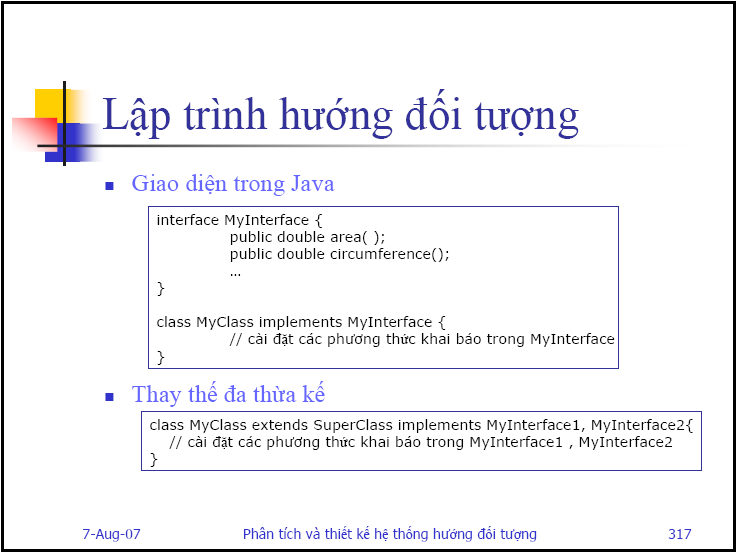 Lập trình hướng đối tượng
Giao diện trong Java
interface MyInterface {
public double area( );
public double circumference();
...
}
class MyClass implements MyInterface {
// cài đặt các phương thức khai báo trong MyInterface
}
Thay thế đa thừa kế
class MyClass extends SuperClass implements MyInterface1, MyInterface2{
// cài đặt các phương thức khai báo trong MyInterface1 , MyInterface2
}
7-Aug-07 Phân tích và thiết kế hệ thống hướng đối tượng 317